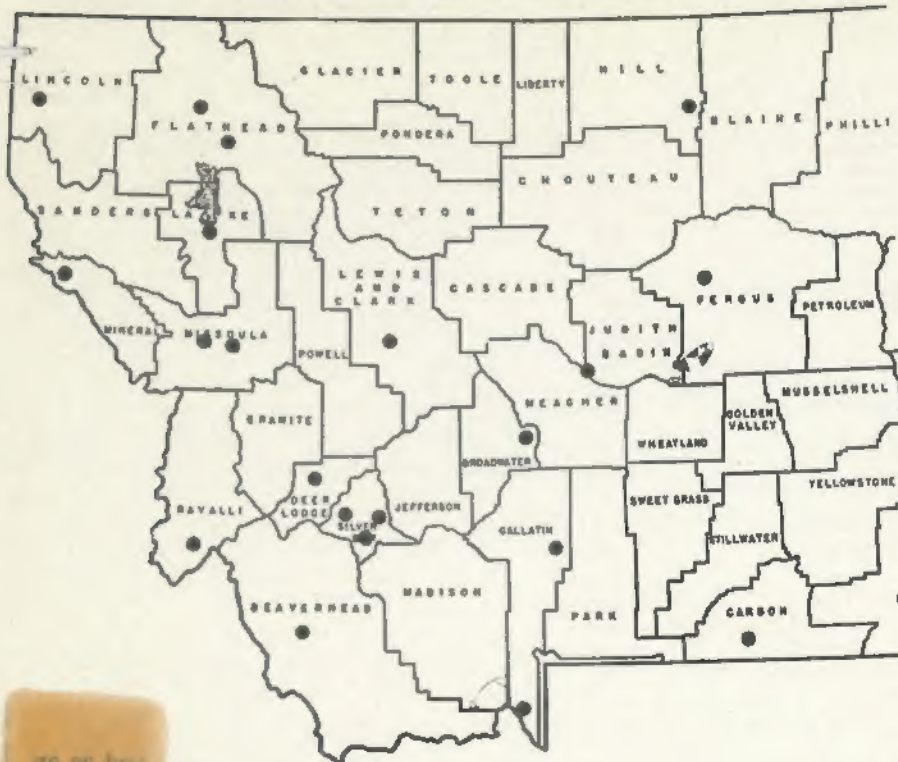 LINCOLN
GLACIER
TOOLE
LIBERTY
HILL
BLAINE
PHILLI
FLATHEAD
PONDERA
CHOUTEAU
SANDERS
LAKE
TETON
LEWIS
AND
CLARK
CASCADE
FERGUS
PETROLEUM
MINERAL
MISSOULA
POWELL
JUDITH
BASIN
MEAGHER
MUSSELSHELL
GOLDEN
VALLEY
WHEATLAND
GRANITE
BROADWATER
YELLOWSTONE
SWEET GRASS
DEER
LODGE
JEFFERSON
RAVALLI
SILVER
GALLATIN
STILLWATER
MADISON
BEAVERHEAD
PARK
CARBON